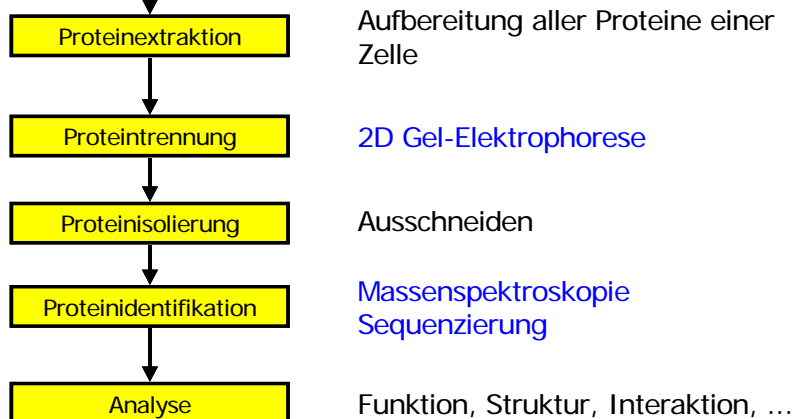 Proteinextraktion
Aufbereitung aller Proteine einer
Zelle
Proteintrennung
2D Gel-Elektrophorese
Proteinisolierung
Ausschneiden
Proteinidentifikation
Massenspektroskopie
Sequenzierung
Analyse
Funktion, Struktur, Interaktion, ...